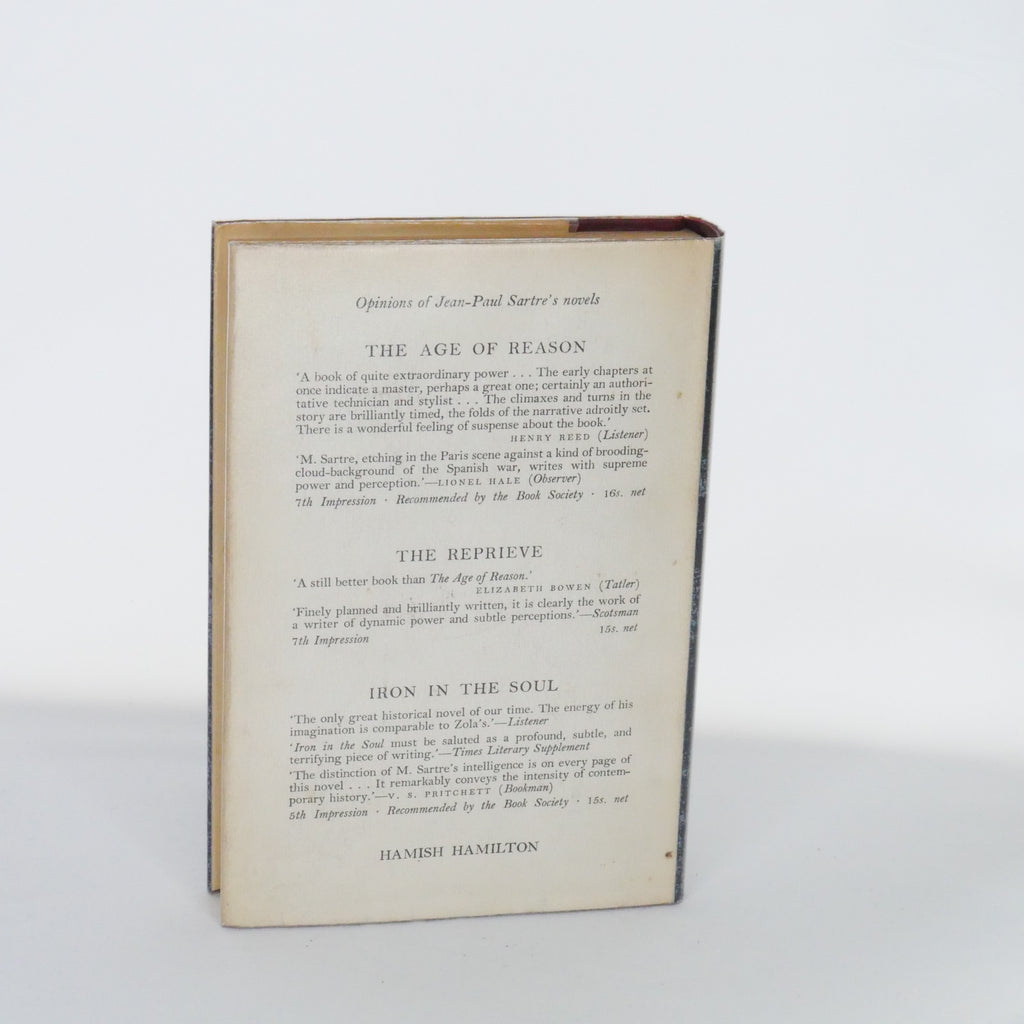 Opinions of Jean-Paul Sartre's novels
THE AGE OF REASON
'A book of quite extraordinary power . . . The early chapters at
once indicate a master, perhaps a great one; certainly an authori-
tative technician and stylist . . . The climaxes and turns in the
story are brilliantly timed, the folds of the narrative adroitly set.
There is a wonderful feeling of suspense about the book.'
HENRY REED (Listener)
'M. Sartre, etching in the Paris scene against a kind of brooding-
cloud-background of the Spanish war, writes with supreme
power and perception.'—LIONEL HALE (Observer)
7th Impression · Recommended by the Book Society · 16s. net
THE REPRIEVE
'A still better book than The Age of Reason.'
ELIZABETH BOWEN (Tatler)
'Finely planned and brilliantly written, it is clearly the work of
a writer of dynamic power and subtle perceptions.'—Scotsman
7th Impression 15s. net
IRON IN THE SOUL
'The only great historical novel of our time. The energy of his
imagination is comparable to Zola's.'—Listener
'Iron in the Soul must be saluted as a profound, subtle, and
terrifying piece of writing.'—Times Literary Supplement
'The distinction of M. Sartre's intelligence is on every page of
this novel . . . It remarkably conveys the intensity of contem-
porary history.'—V. S. PRITCHETT (Bookman)
5th Impression · Recommended by the Book Society · 15s. net
HAMISH HAMILTON